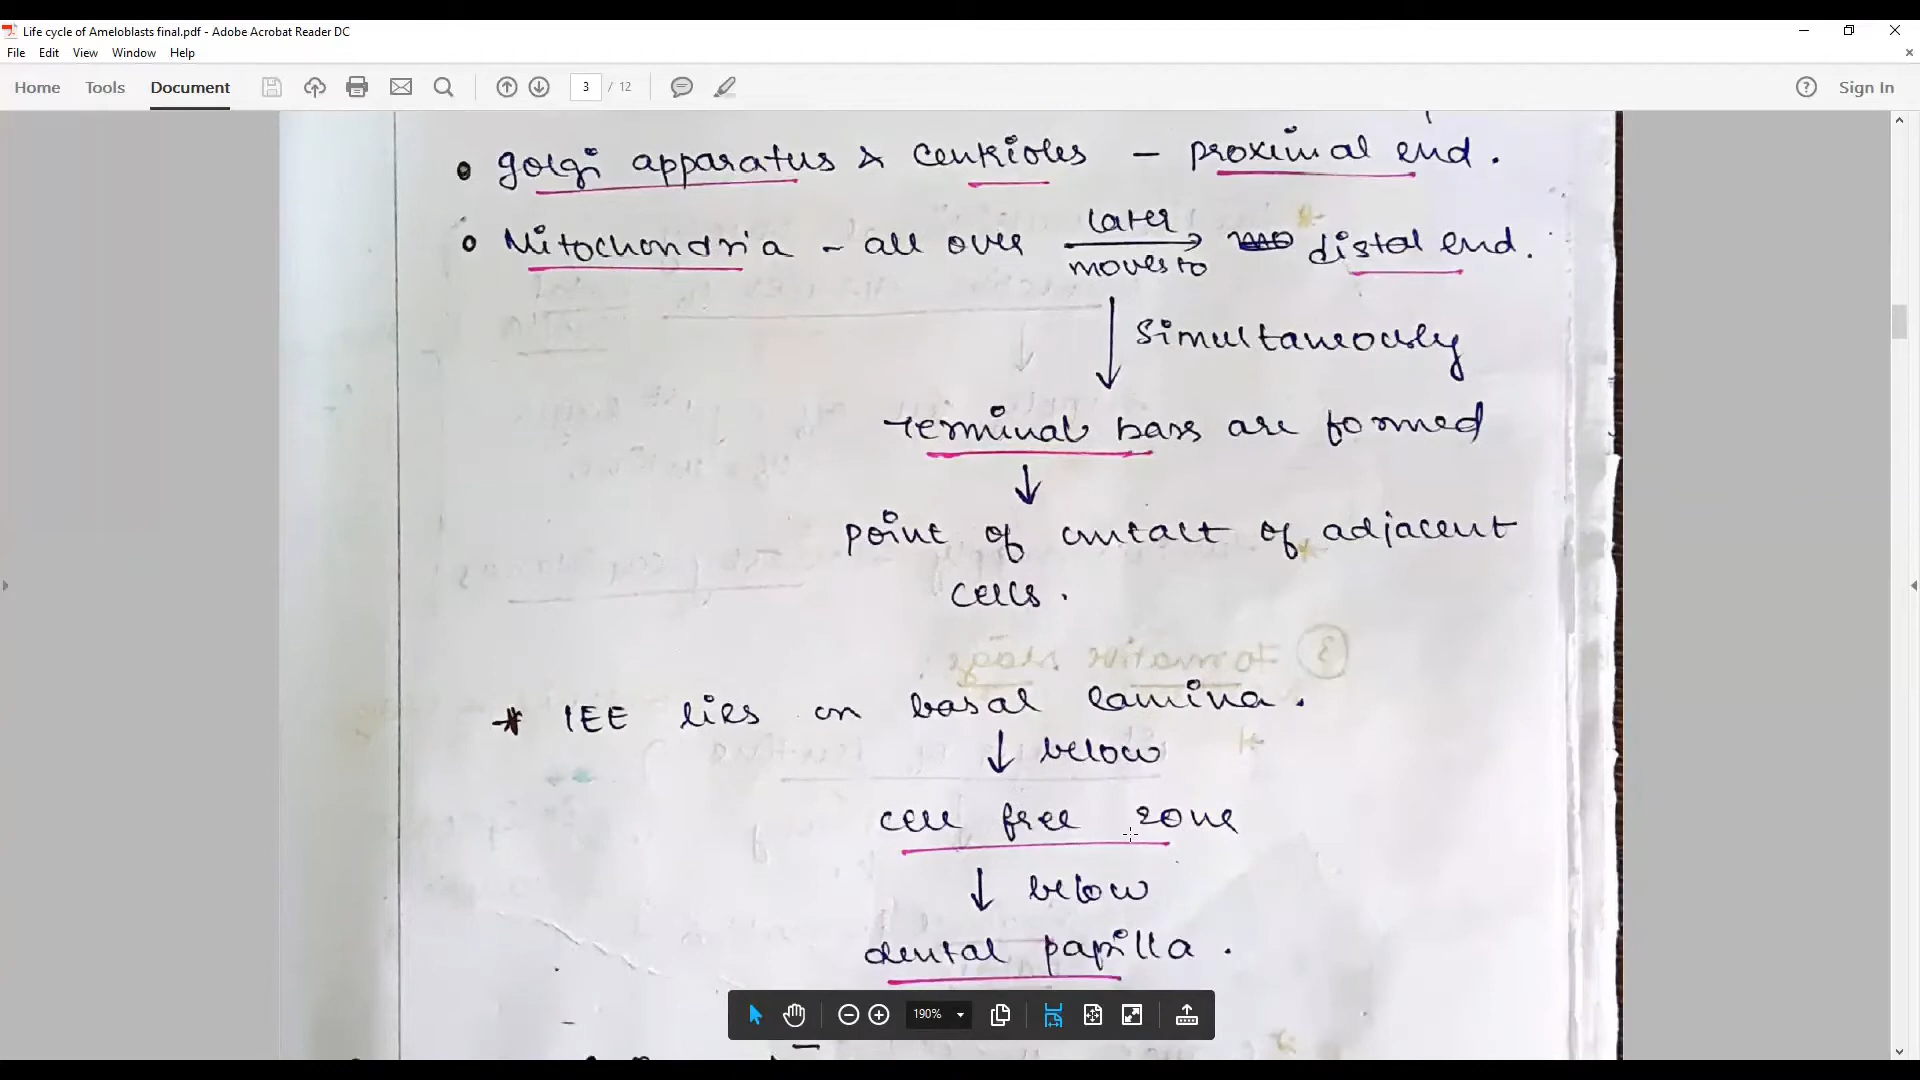 Life cycle of Ameloblasts final.pdf - Adobe Acrobat Reader DC
File Edit View Window Help
Home Tools Document 3 / 12 Sign In
• Golgi apparatus & centrioles - proximal end.
• Mitochondria - all over later moves to distal end.
↓ Simultaneously
terminal bars are formed
↓
point of contact of adjacent
cells.
* IEE lies on basal lamina.
↓ below
cell free zone
↓ below
dental papilla.
190%